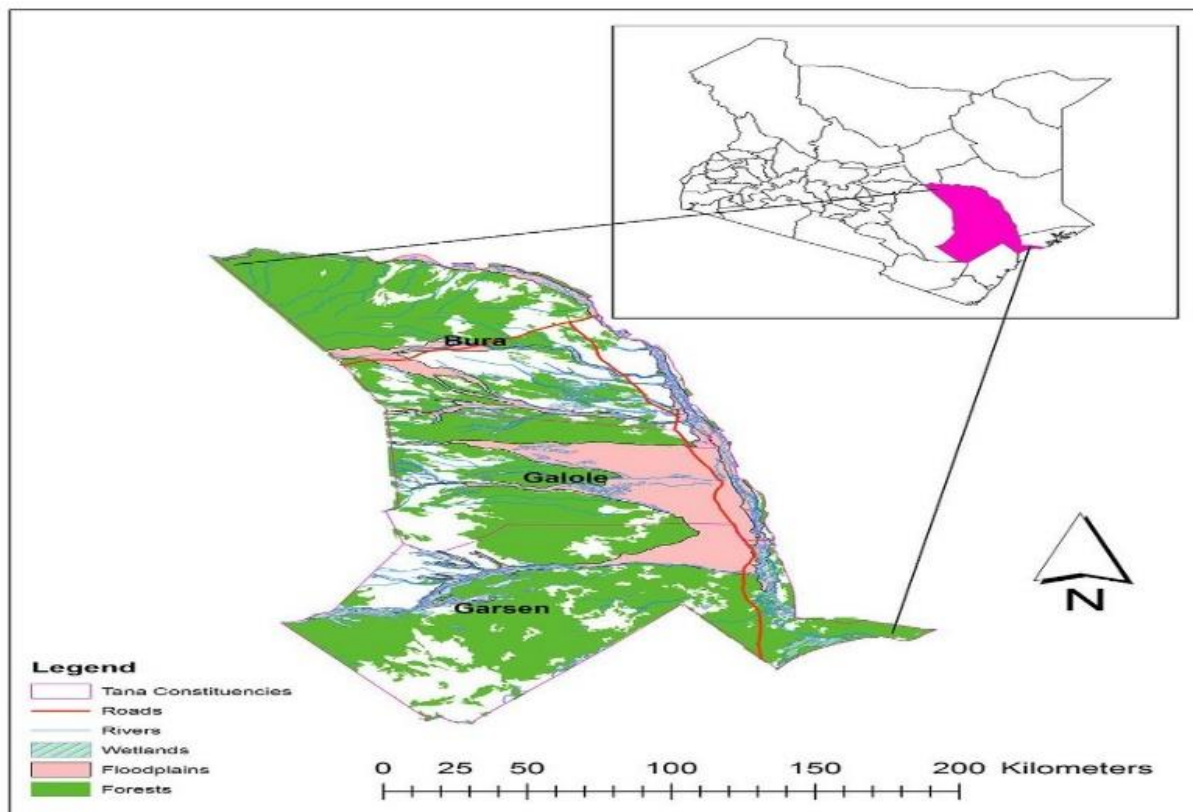 Bura
Galole
Garsen
N
Legend
Tana Constituencies
Roads
Rivers
Wetlands
Floodplains
Forests
0 25 50 100 150 200 Kilometers